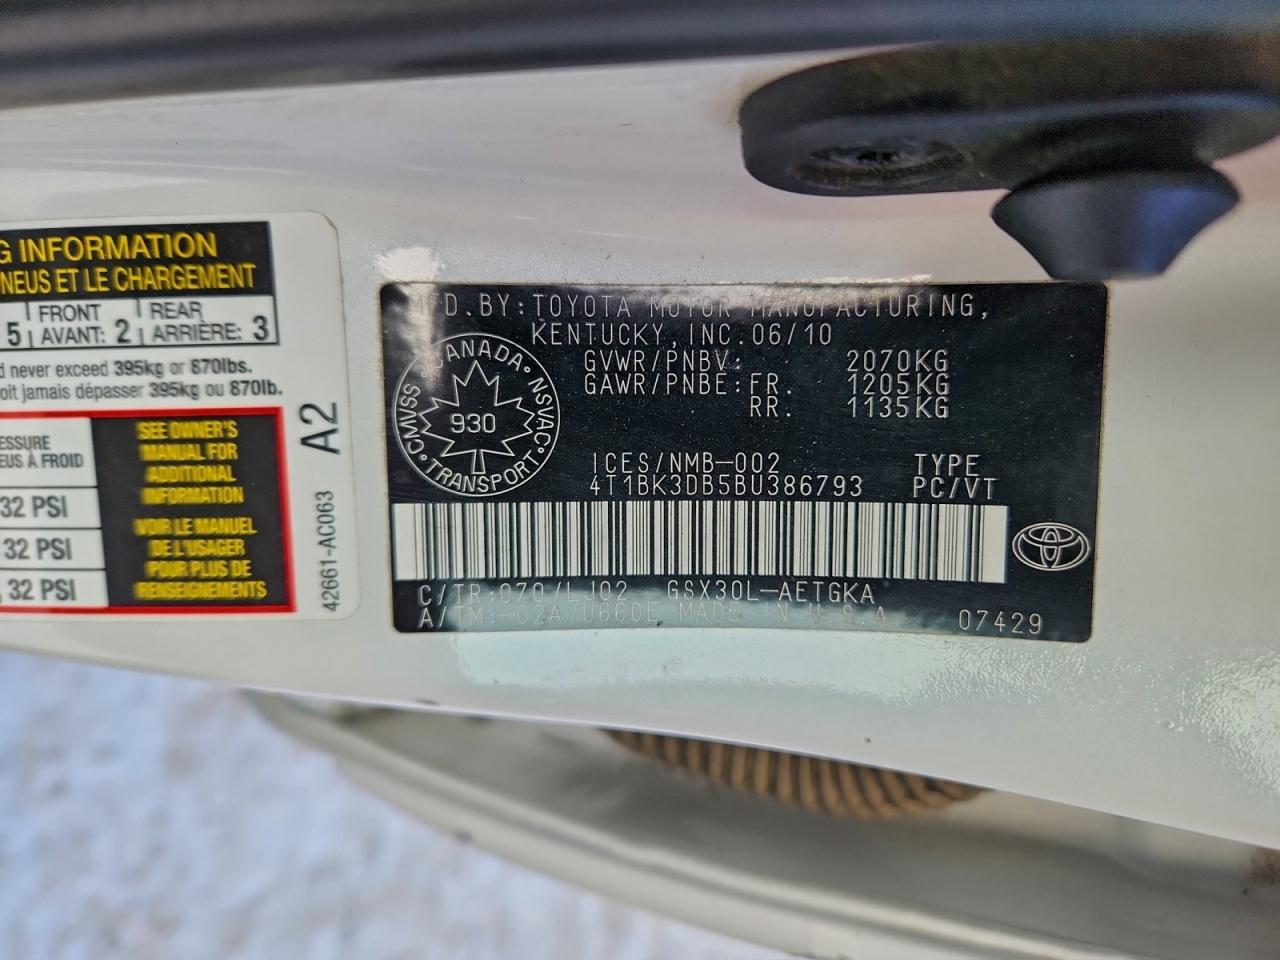 G INFORMATION
NEUS ET LE CHARGEMENT
5 FRONT AVANT: 2 REAR ARRIÈRE: 3
never exceed 395kg or 870lbs.
oit jamais dépasser 395kg ou 870lb.
ESSURE
EUS À FROID
32 PSI
32 PSI
, 32 PSI
SEE OWNER'S
MANUAL FOR
ADDITIONAL
INFORMATION
VOIR LE MANUEL
DE L'USAGER
POUR PLUS DE
RENSEIGNEMENTS
42661-AC063 A2
MFD.BY:TOYOTA MOTOR MANUFACTURING,
KENTUCKY, INC. 06/10
GVWR/PNBV: 2070KG
GAWR/PNBE: FR. 1205KG
RR. 1135KG
CANADA NSVAC TRANSPORT CMVSS
930
ICES/NMB-002 TYPE
4T1BK3DB5BU386793 PC/VT
C/TR:070/LJ02 GSX30L-AETGKA
A/TM:-02A/U660E MADE IN U.S.A 07429